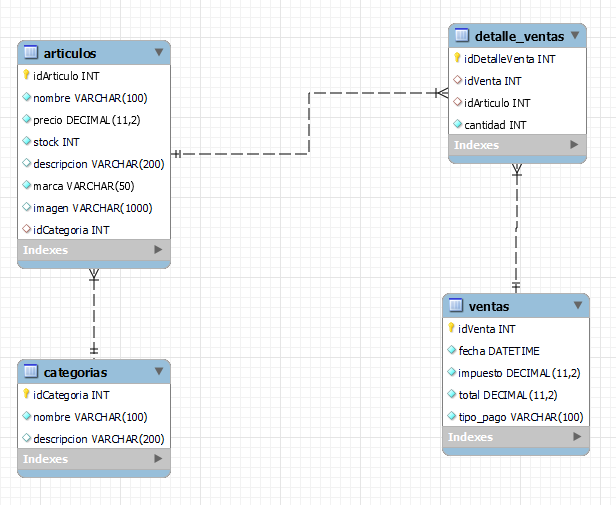 artículos
idArticulo INT
nombre VARCHAR(100)
precio DECIMAL(11,2)
stock INT
descripcion VARCHAR(200)
marca VARCHAR(50)
imagen VARCHAR(1000)
idCategoria INT
Indexes
detalle_ventas
idDetalleVenta INT
idVenta INT
idArticulo INT
cantidad INT
Indexes
categorias
idCategoria INT
nombre VARCHAR(100)
descripcion VARCHAR(200)
Indexes
ventas
idVenta INT
fecha DATETIME
impuesto DECIMAL(11,2)
total DECIMAL(11,2)
tipo_pago VARCHAR(100)
Indexes